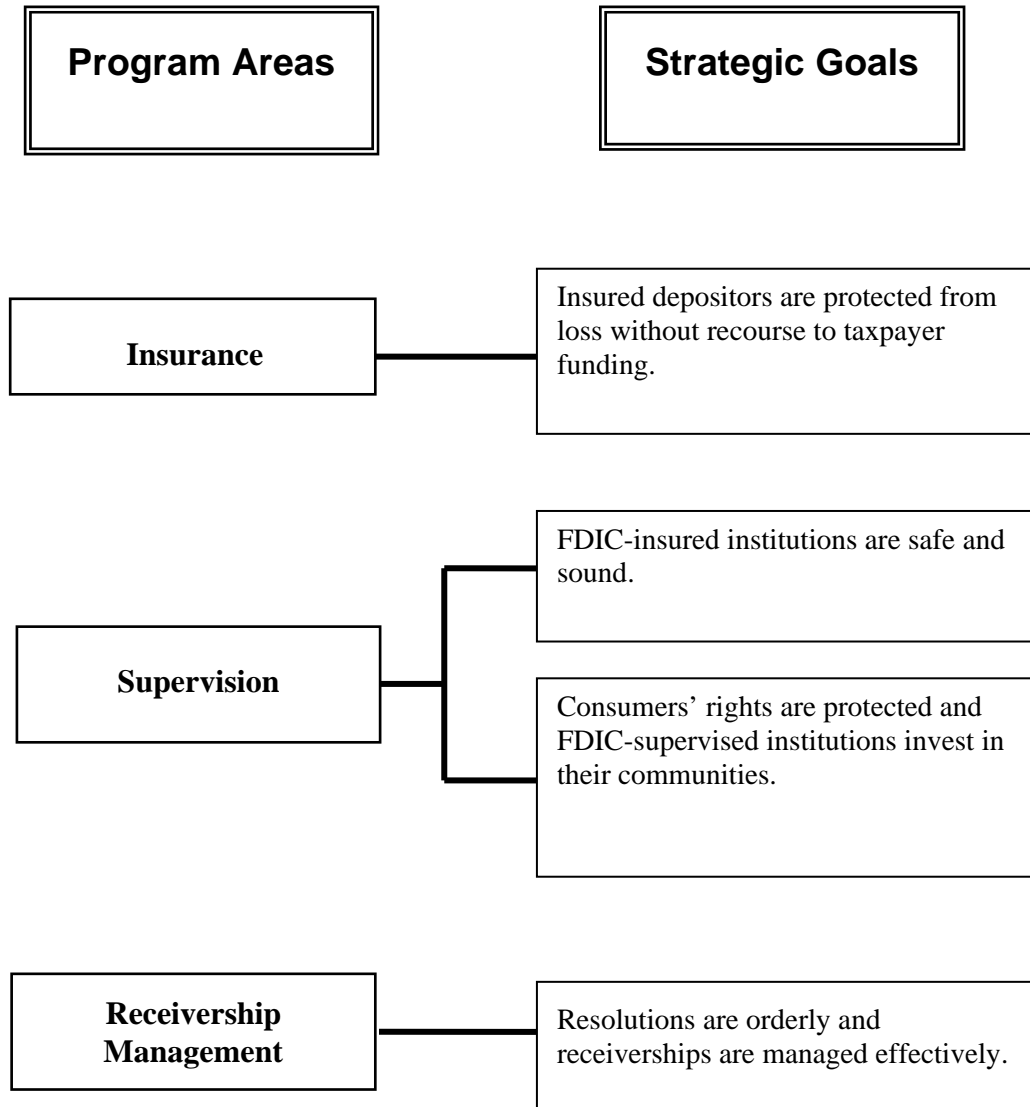 Program Areas
Strategic Goals
Insurance
Insured depositors are protected from
loss without recourse to taxpayer
funding.
Supervision
FDIC-insured institutions are safe and
sound.
Consumers’ rights are protected and
FDIC-supervised institutions invest in
their communities.
Receivership
Management
Resolutions are orderly and
receiverships are managed effectively.